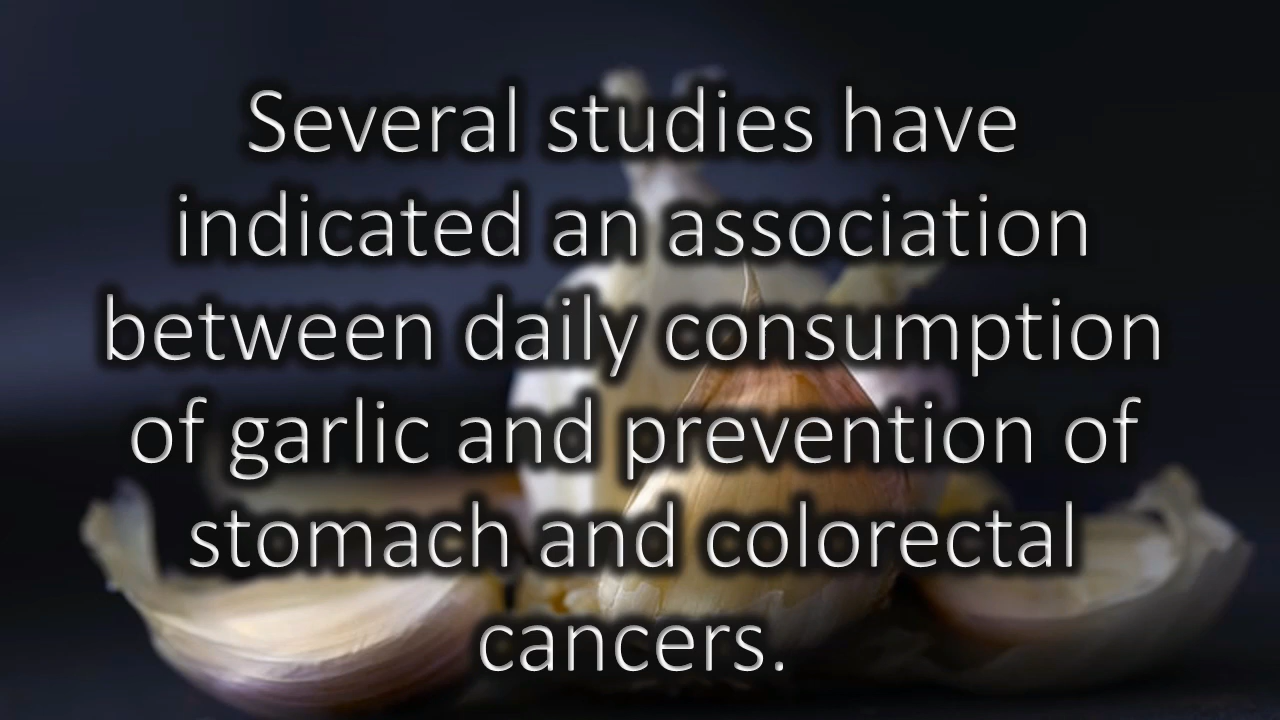 Several studies have
indicated an association
between daily consumption
of garlic and prevention of
stomach and colorectal
cancers.